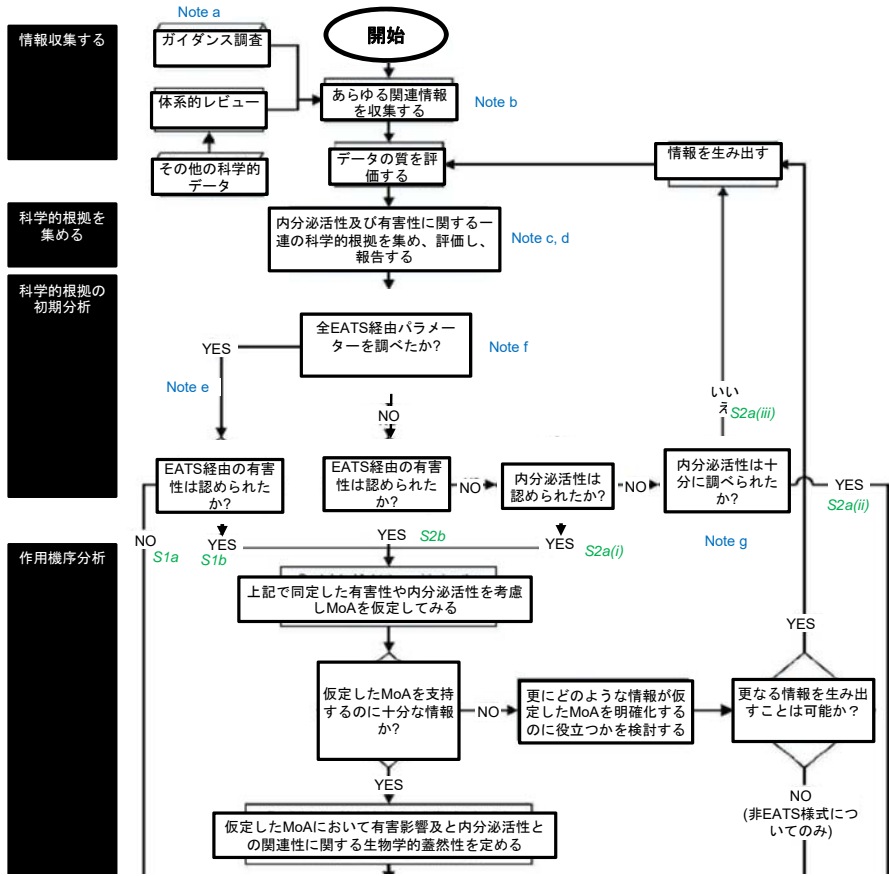 Note a
情報収集する
ガイダンス調査
開始
体系的レビュー
あらゆる関連情報
を収集する
Note b
その他の科学的
データ
データの質を評
価する
情報を生み出す
科学的根拠を
集める
内分泌活性及び有害性に関する一
連の科学的根拠を集め、評価し、
報告する
Note c, d
科学的根拠の
初期分析
全EATS経由パラメー
ターを調べたか?
YES
Note f
Note e
NO
いい
え
S2a(iii)
EATS経由の有害
性は認められた
か?
EATS経由の有害
性は認められた
か?
NO
内分泌活性は
認められたか?
NO
内分泌活性は十
分に調べられた
か?
YES
S2a(ii)
NO
S1a
YES
S1b
YES
S2b
YES
S2a(i)
Note g
作用機序分析
上記で同定した有害性や内分泌活性を考慮
しMoAを仮定してみる
YES
仮定したMoAを支持
するのに十分な情報
か?
NO
更にどのような情報が仮
定したMoAを明確化する
のに役立つかを検討する
更なる情報を生み出
すことは可能か？
YES
NO
(非EATS様式につ
いてのみ)
仮定したMoAにおいて有害影響及と内分泌活性と
の関連性に関する生物学的蓋然性を定める